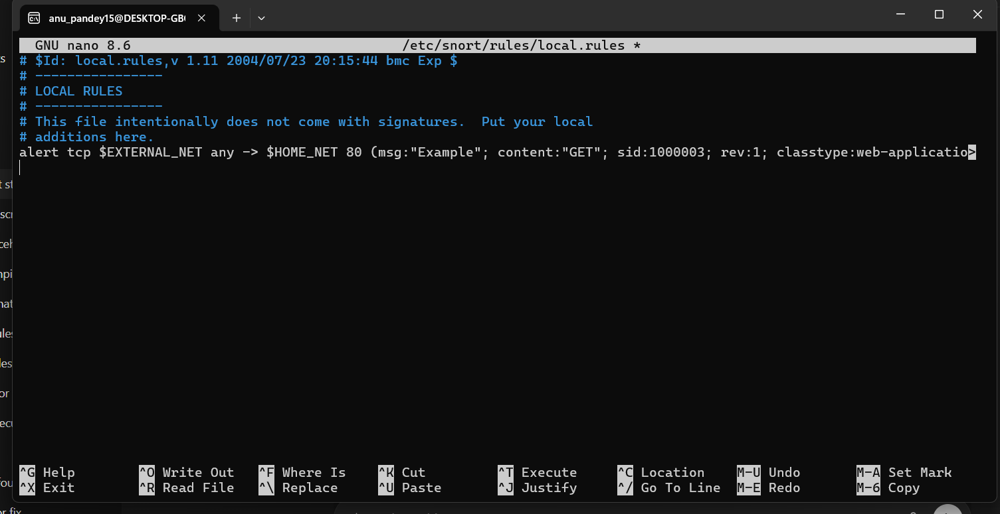 anu_pandey15@DESKTOP-GB
GNU nano 8.6 /etc/snort/rules/local.rules *
# $Id: local.rules,v 1.11 2004/07/23 20:15:44 bmc Exp $
# ----------------
# LOCAL RULES
# ----------------
# This file intentionally does not come with signatures.  Put your local
# additions here.
alert tcp $EXTERNAL_NET any -> $HOME_NET 80 (msg:"Example"; content:"GET"; sid:1000003; rev:1; classtype:web-applicatio>
^G Help ^O Write Out ^F Where Is ^K Cut ^T Execute ^C Location M-U Undo M-A Set Mark
^X Exit ^R Read File ^\ Replace ^U Paste ^J Justify ^/ Go To Line M-E Redo M-6 Copy